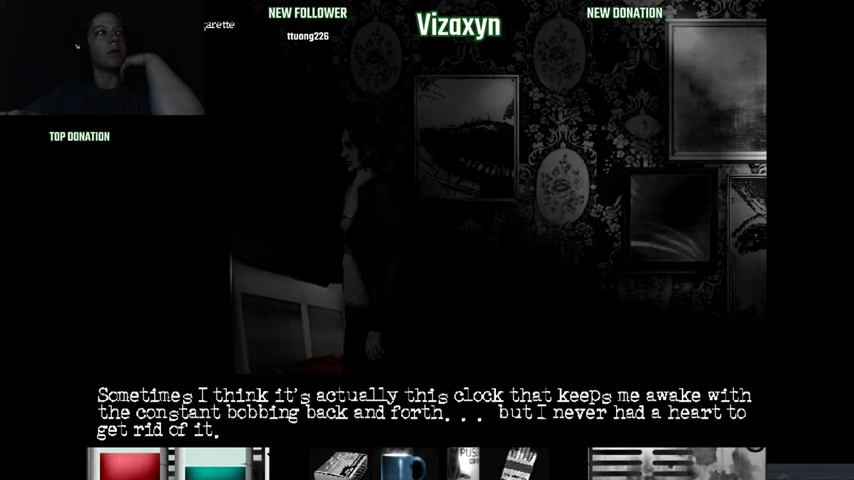 garette
NEW FOLLOWER
ttuong226
Vizaxyn
NEW DONATION
TOP DONATION
Sometimes I think it's actually this clock that keeps me awake with
the constant bobbing back and forth... but I never had a heart to
get rid of it.